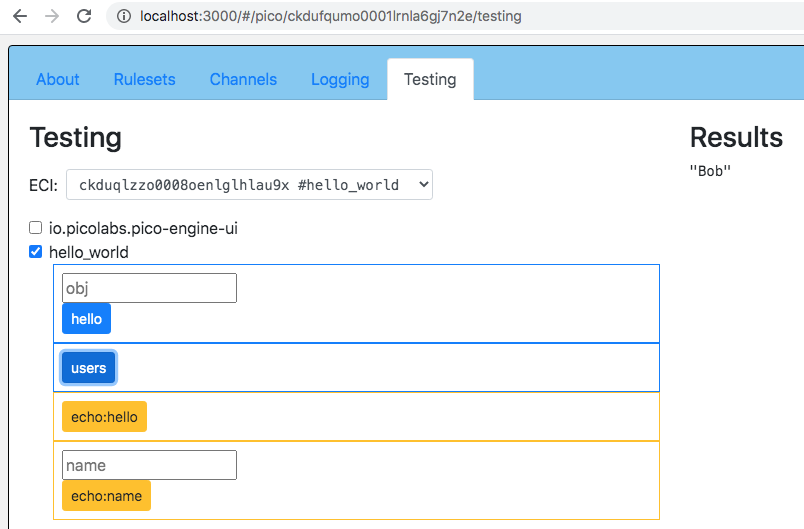 localhost:3000/#/pico/ckdufqumo0001lrnla6gj7n2e/testing
About Rulesets Channels Logging Testing
Testing
ECI: ckduqlzzo0008oenlglhlau9x #hello_world
io.picolabs.pico-engine-ui
hello_world
obj
hello
users
echo:hello
name
echo:name
Results
"Bob"